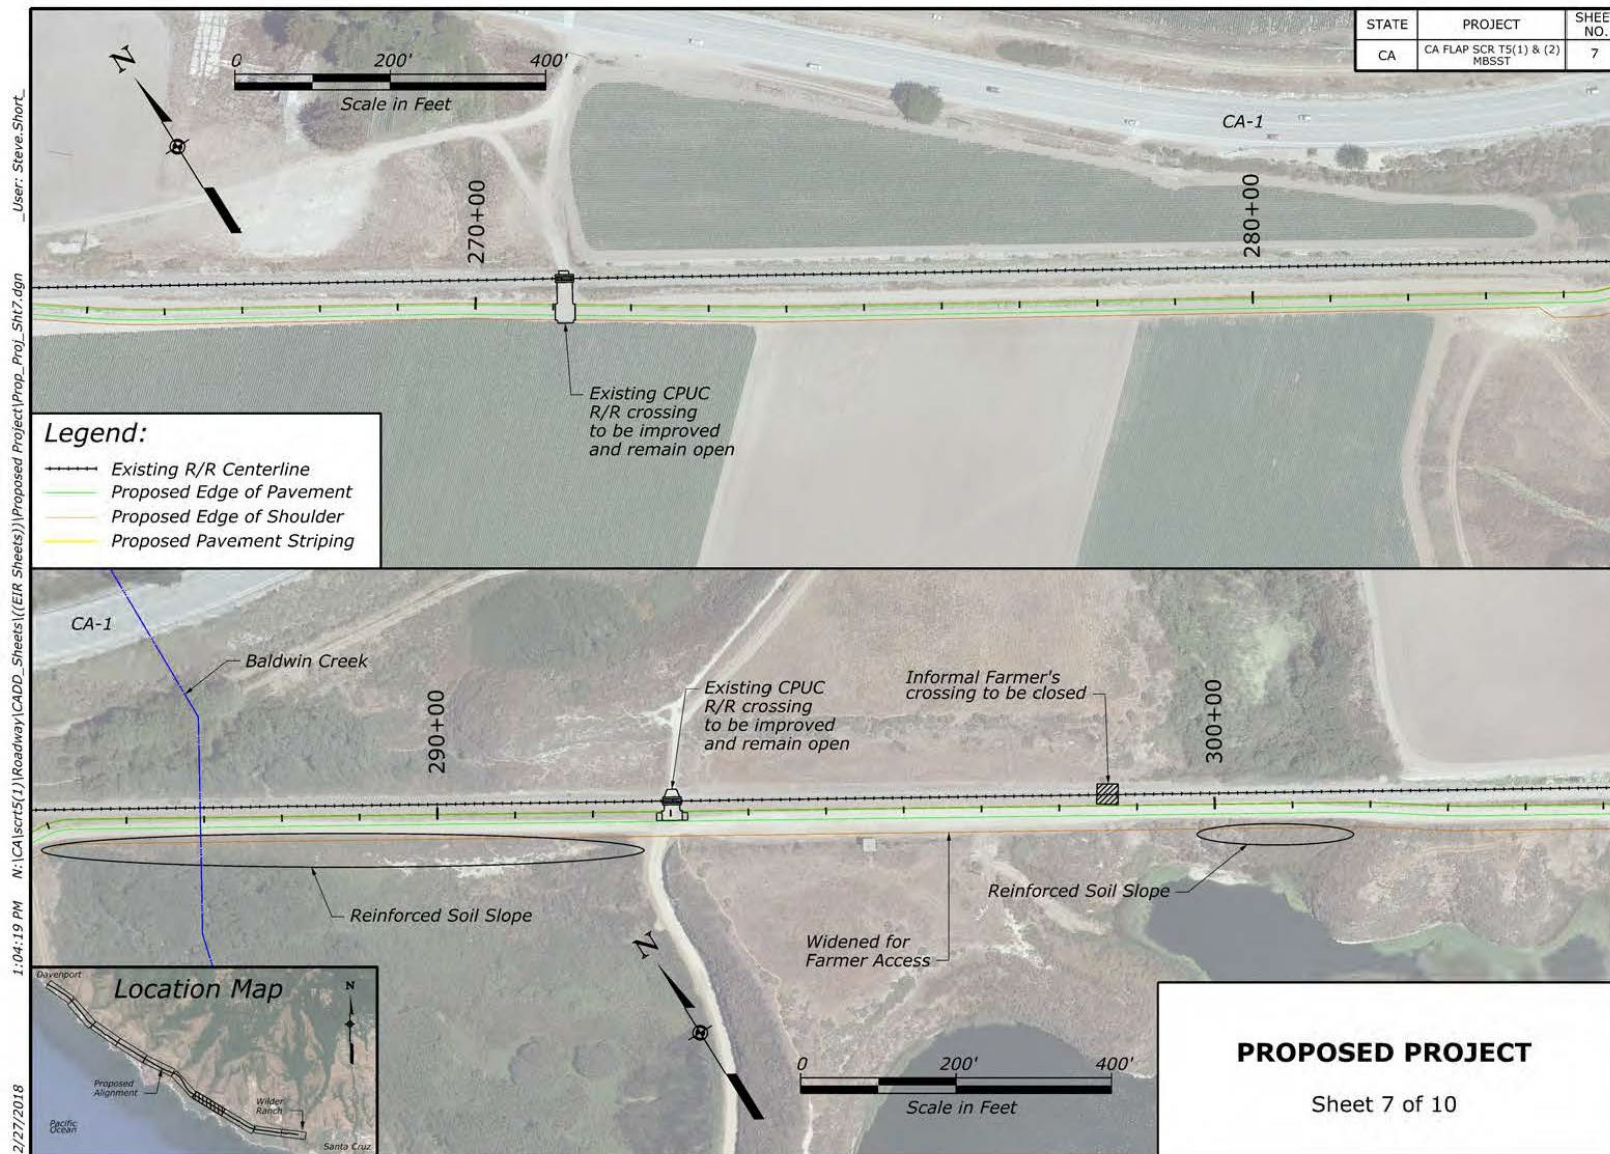 STATE
PROJECT
SHEE
NO.
CA
CA FLAP SCR T5(1) & (2)
MBSST
7
N
0
200'
400'
Scale in Feet
CA-1
270+00
280+00
Existing CPUC
R/R crossing
to be improved
and remain open
Legend:
Existing R/R Centerline
Proposed Edge of Pavement
Proposed Edge of Shoulder
Proposed Pavement Striping
CA-1
Baldwin Creek
290+00
Existing CPUC
R/R crossing
to be improved
and remain open
Informal Farmer's
crossing to be closed
300+00
Reinforced Soil Slope
Reinforced Soil Slope
Widened for
Farmer Access
N
0
200'
400'
Scale in Feet
Location Map
Davenport
N
Proposed
Alignment
Wilder
Ranch
Pacific
Ocean
Santa Cruz
PROPOSED PROJECT
Sheet 7 of 10
2/27/2018 1:04:19 PM N:\CA\scrt5(1)\Roadway\CADD_Sheets\((EIR Sheets))\Proposed Project\Prop_Proj_Sht7.dgn _User: Steve.Short_